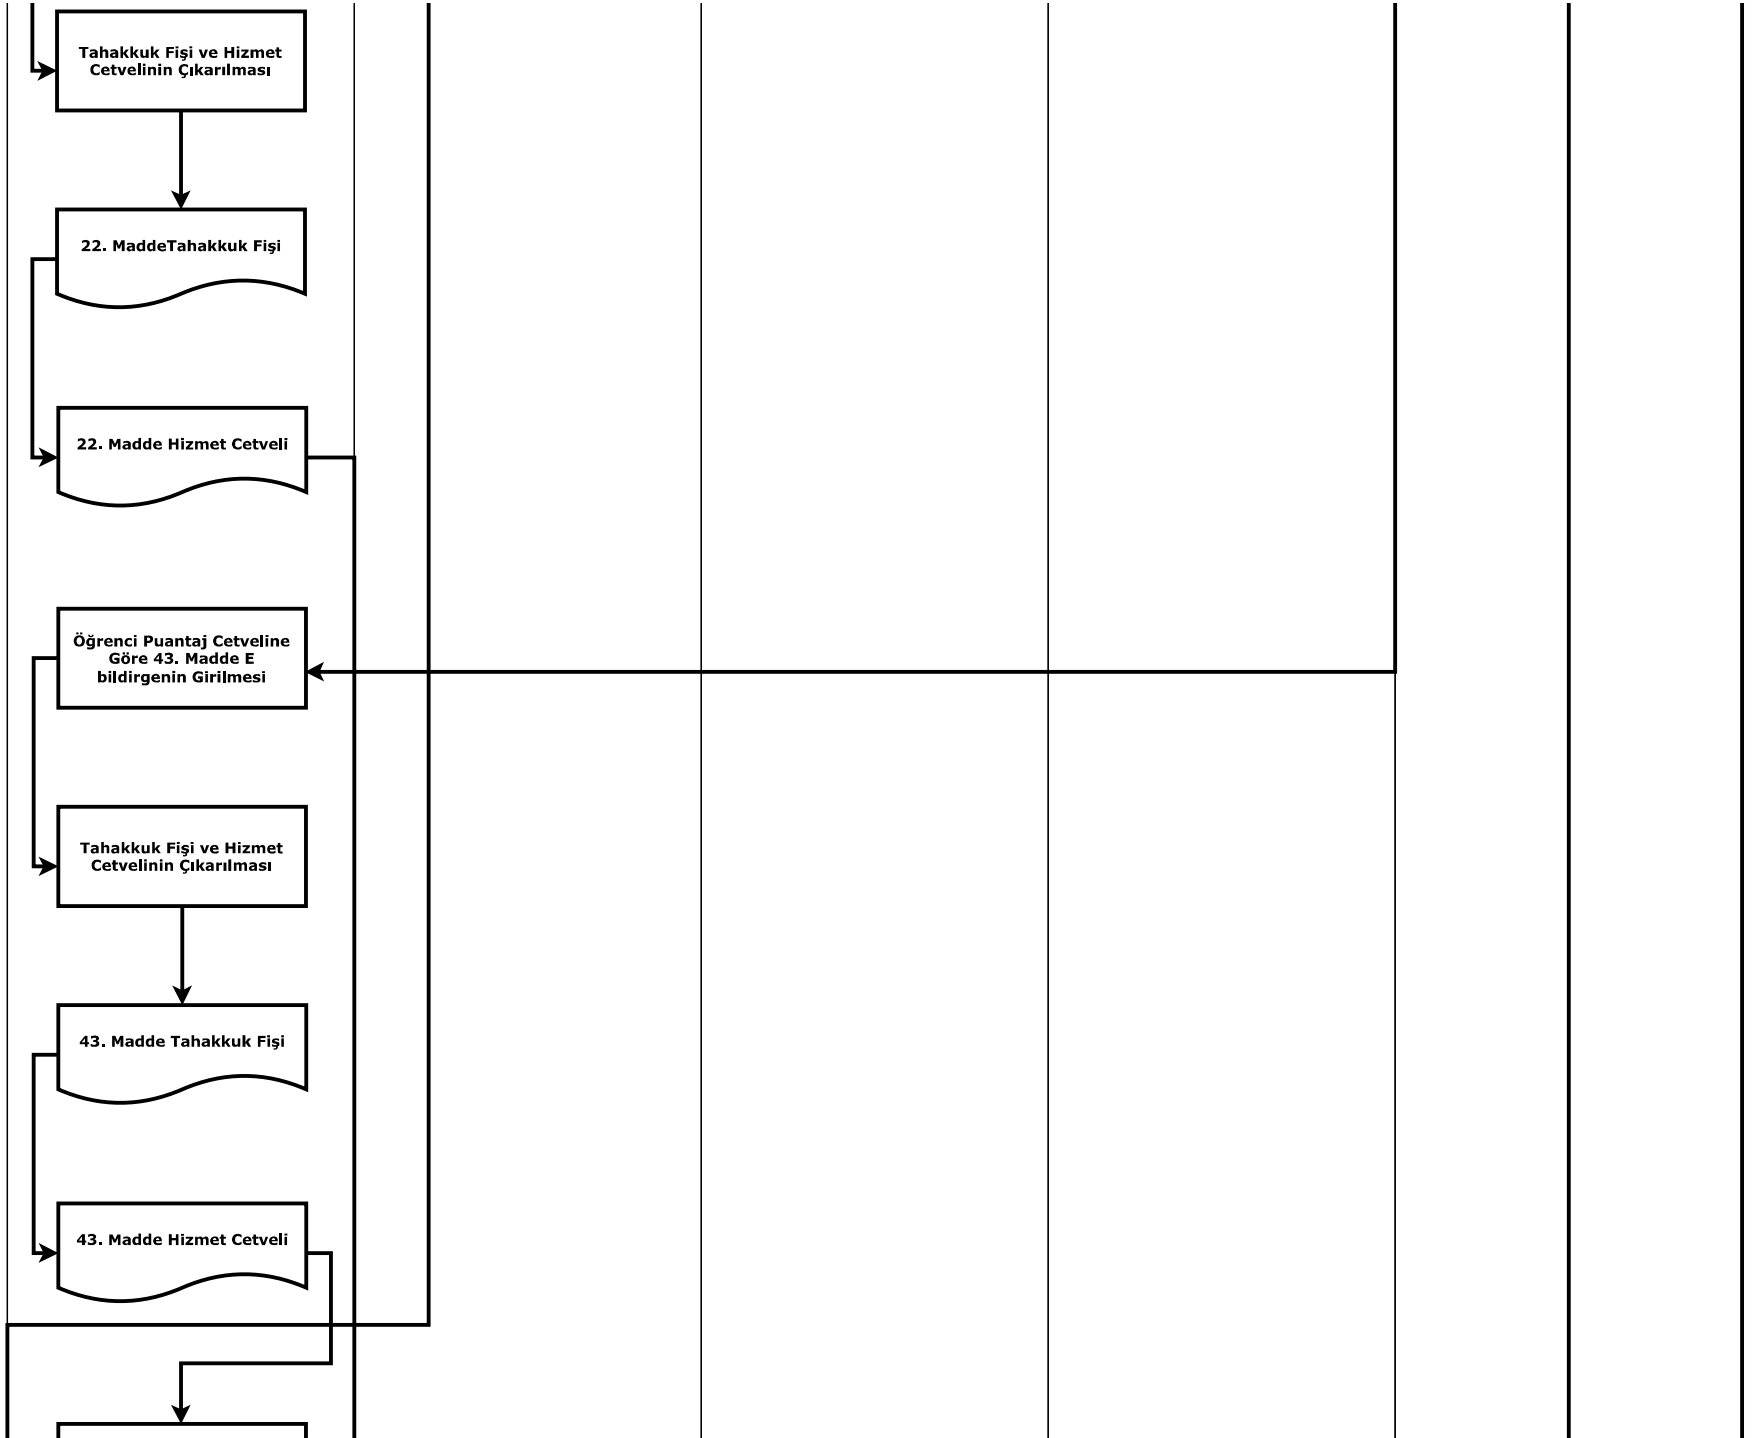 Tahakkuk Fişi ve Hizmet
Cetvelinin Çıkarılması
22. MaddeTahakkuk Fişi
22. Madde Hizmet Cetveli
Öğrenci Puantaj Cetveline
Göre 43. Madde E
bildirgenin Girilmesi
Tahakkuk Fişi ve Hizmet
Cetvelinin Çıkarılması
43. Madde Tahakkuk Fişi
43. Madde Hizmet Cetveli